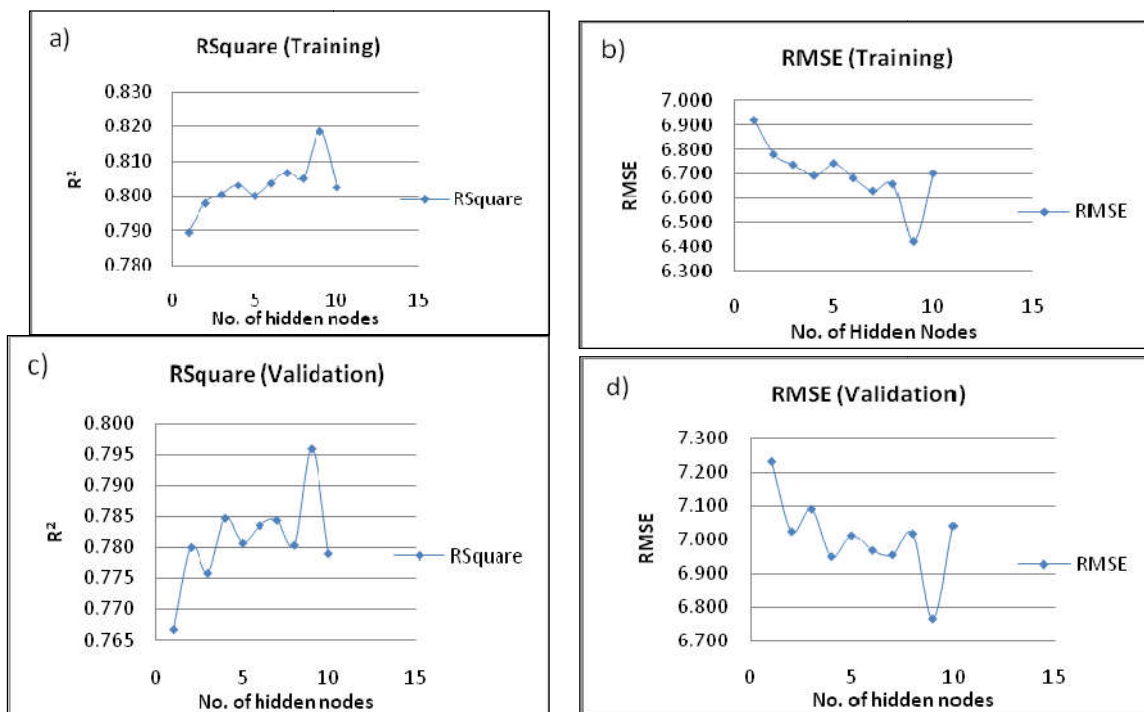 a)
RSquare (Training)
0.830
0.820
0.810
0.800
0.790
0.780
R²
0 5 10 15
No. of hidden nodes
RSquare
b)
RMSE (Training)
7.000
6.900
6.800
6.700
6.600
6.500
6.400
6.300
RMSE
0 5 10 15
No. of Hidden Nodes
RMSE
c)
RSquare (Validation)
0.800
0.795
0.790
0.785
0.780
0.775
0.770
0.765
R²
0 5 10 15
No. of hidden nodes
RSquare
d)
RMSE (Validation)
7.300
7.200
7.100
7.000
6.900
6.800
6.700
RMSE
0 5 10 15
No. of hidden nodes
RMSE